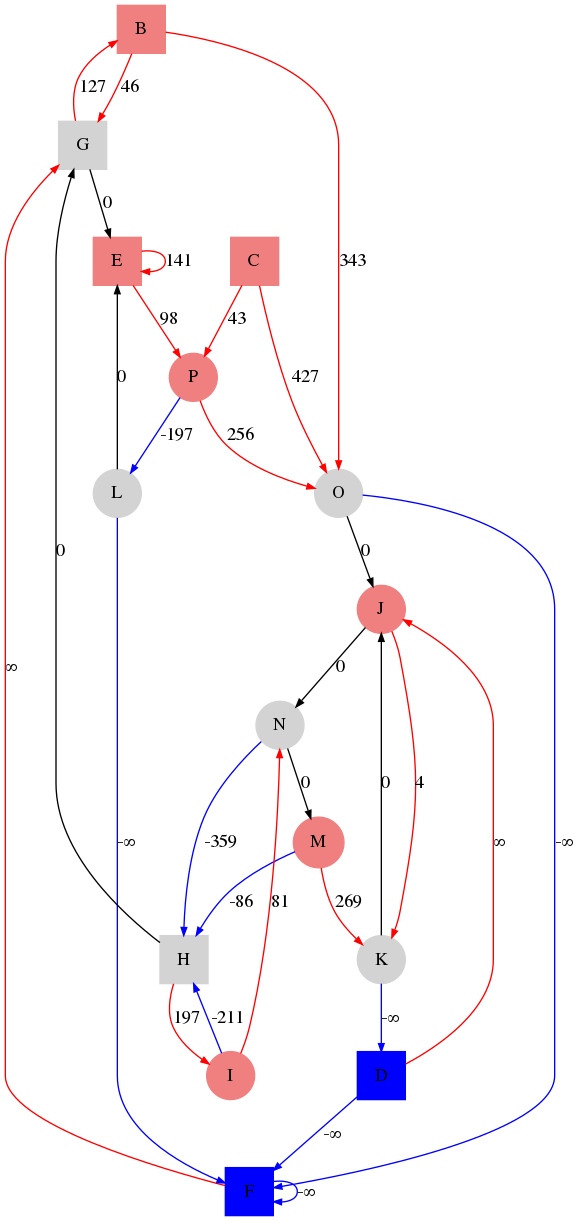 B
127 46
G
0
E 141 C
343
98 43
P
0 427
-197 256
L O
0 0
J
∞ 0
N
-∞ 0 0 4 ∞ -∞
-359 M
-86 81 269
H K
197 -211 -∞
I D
-∞
F -∞